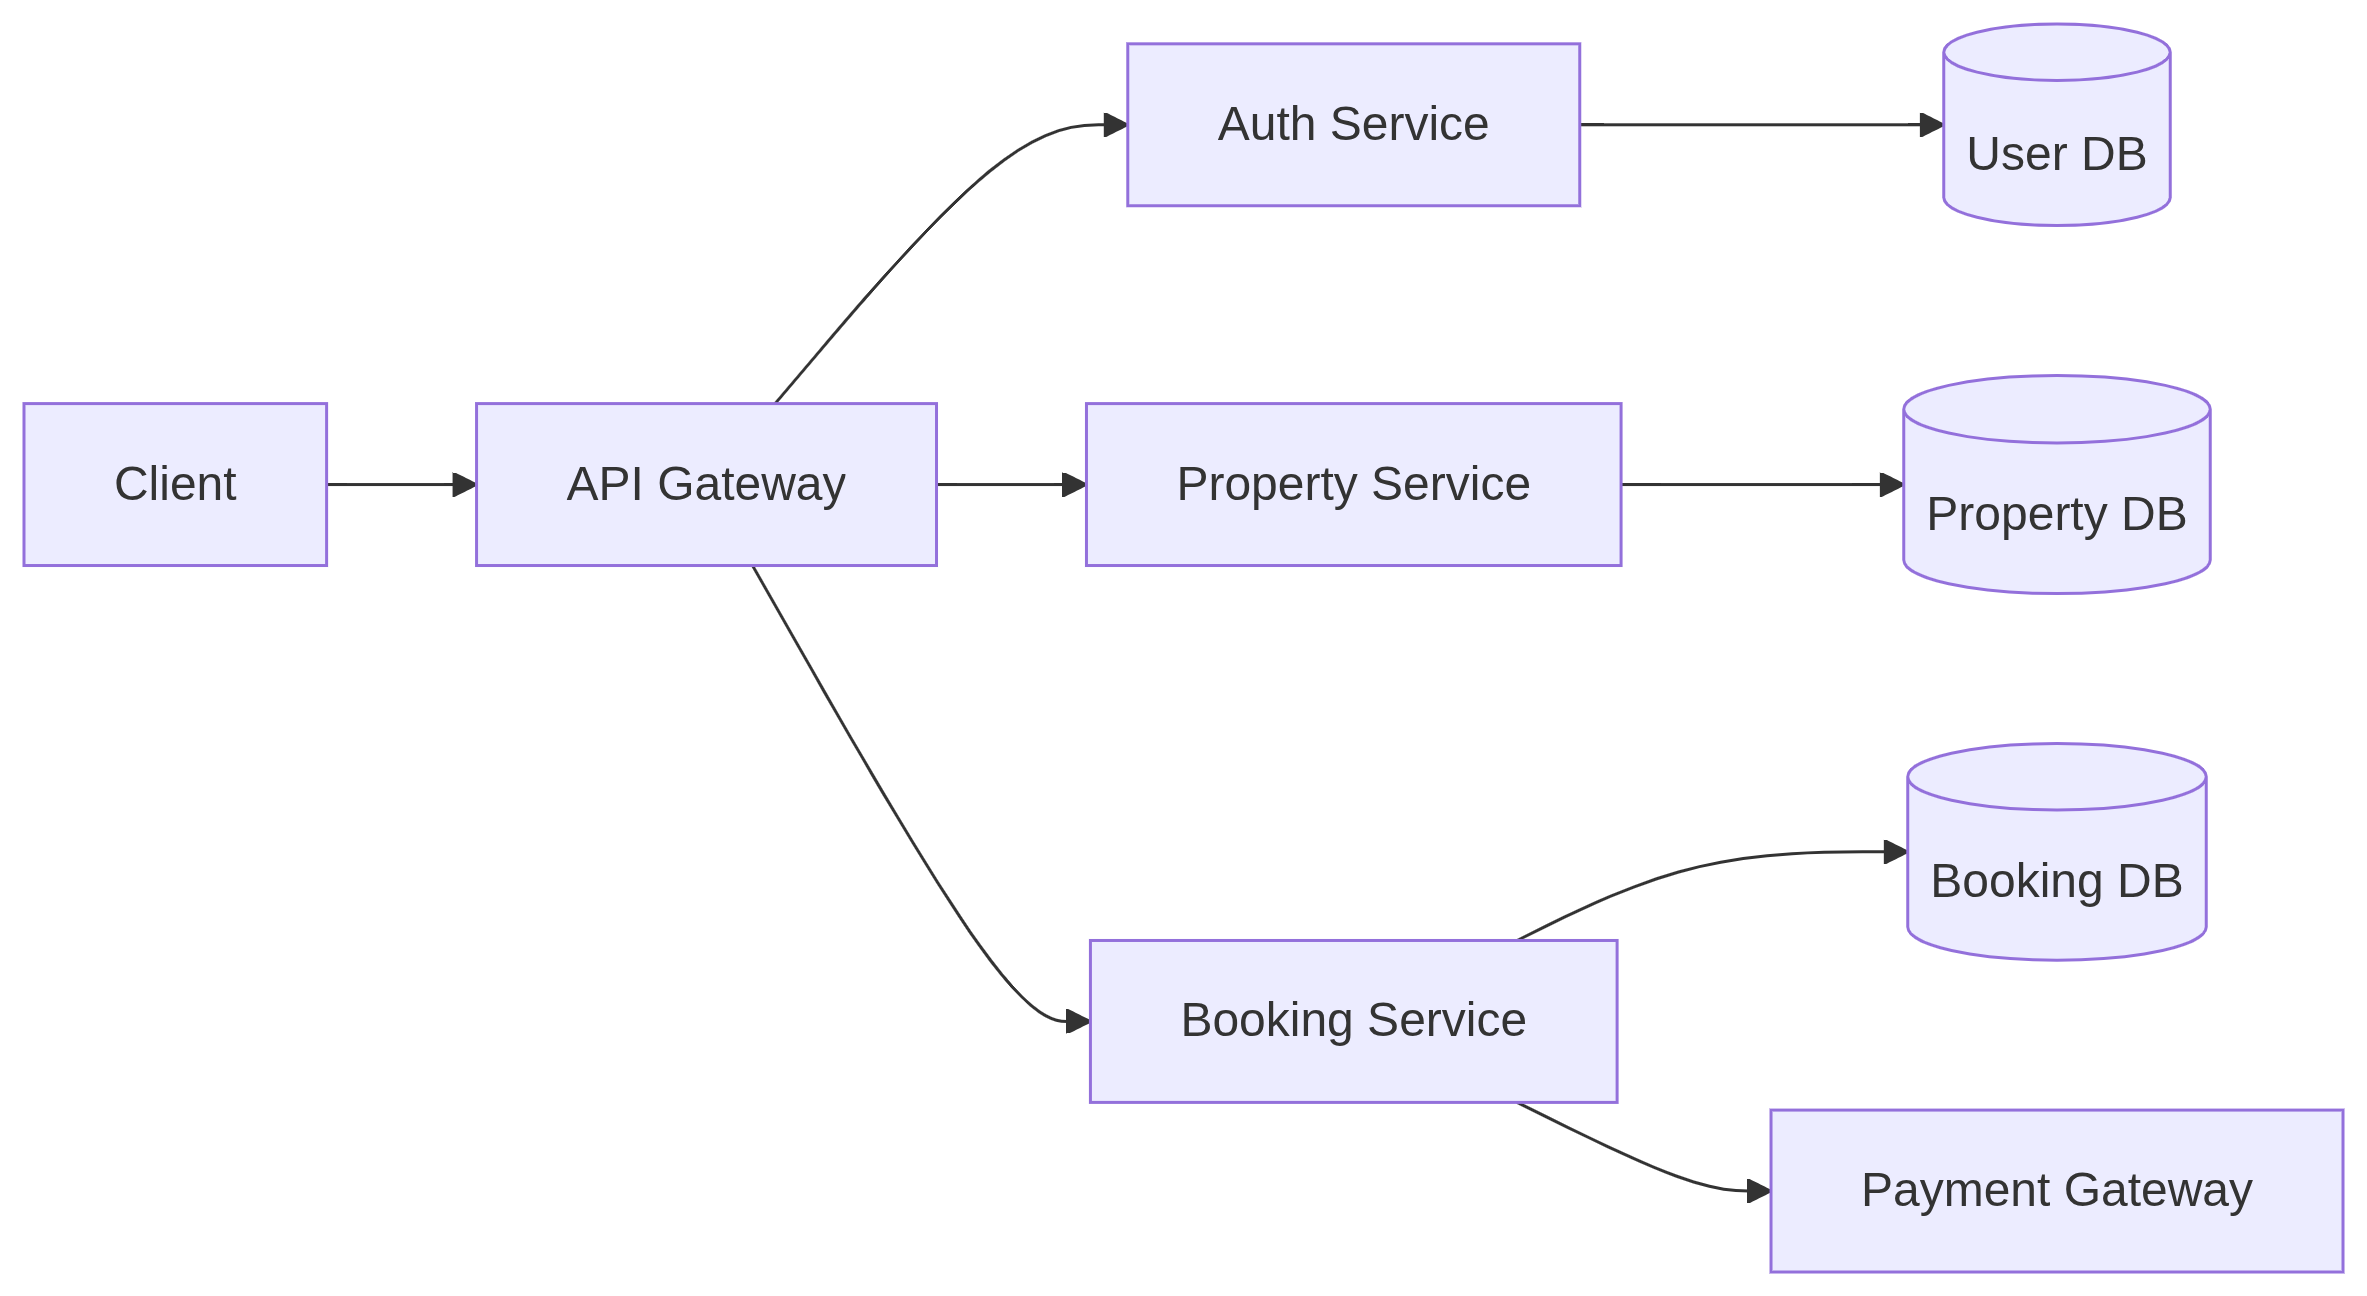 Auth Service
User DB
Client
API Gateway
Property Service
Property DB
Booking DB
Booking Service
Payment Gateway